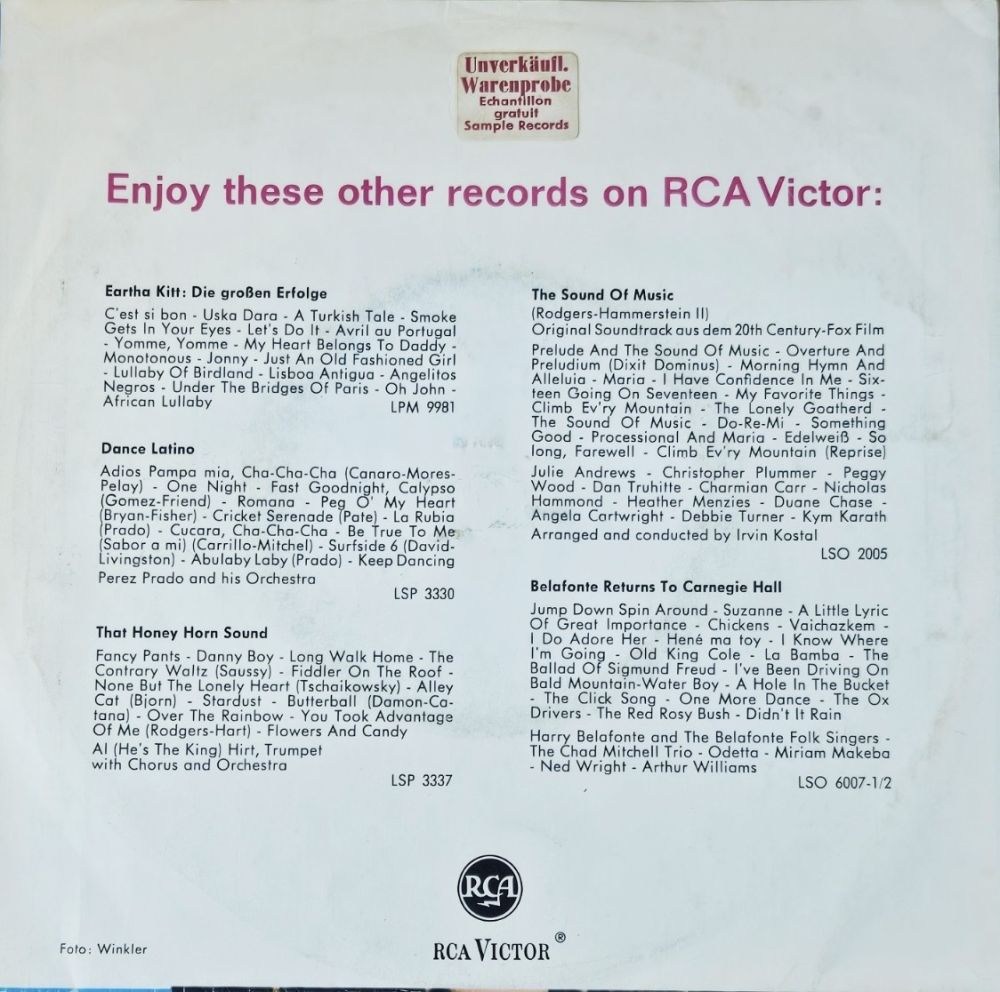 Unverkäufl.
Warenprobe
Echantillon
gratuit
Sample Records
Enjoy these other records on RCA Victor:
Eartha Kitt: Die großen Erfolge
C'est si bon - Uska Dara - A Turkish Tale - Smoke
Gets In Your Eyes - Let's Do It - Avril au Portugal
- Yomme, Yomme - My Heart Belongs To Daddy -
Monotonous - Jonny - Just An Old Fashioned Girl
- Lullaby Of Birdland - Lisboa Antigua - Angelitos
Negros - Under The Bridges Of Paris - Oh John -
African Lullaby
LPM 9981
Dance Latino
Adios Pampa mia, Cha-Cha-Cha (Canaro-Mores-
Pelay) - One Night - Fast Goodnight, Calypso
(Gomez-Friend) - Romana - Peg O' My Heart
(Bryan-Fisher) - Cricket Serenade (Pate) - La Rubia
(Prado) - Cucara, Cha-Cha-Cha - Be True To Me
(Sabor a mi) (Carrillo-Mitchel) - Surfside 6 (David-
Livingston) - Abulaby Laby (Prado) - Keep Dancing
Perez Prado and his Orchestra
LSP 3330
That Honey Horn Sound
Fancy Pants - Danny Boy - Long Walk Home - The
Contrary Waltz (Saussy) - Fiddler On The Roof -
None But The Lonely Heart (Tschaikowsky) - Alley
Cat (Bjorn) - Stardust - Butterball (Damon-Ca-
tana) - Over The Rainbow - You Took Advantage
Of Me (Rodgers-Hart) - Flowers And Candy
Al (He's The King) Hirt, Trumpet
with Chorus and Orchestra
LSP 3337
The Sound Of Music
(Rodgers-Hammerstein II)
Original Soundtrack aus dem 20th Century-Fox Film
Prelude And The Sound Of Music - Overture And
Preludium (Dixit Dominus) - Morning Hymn And
Alleluia - Maria - I Have Confidence In Me - Six-
teen Going On Seventeen - My Favorite Things -
Climb Ev'ry Mountain - The Lonely Goatherd -
The Sound Of Music - Do-Re-Mi - Something
Good - Processional And Maria - Edelweiß - So
long, Farewell - Climb Ev'ry Mountain (Reprise)
Julie Andrews - Christopher Plummer - Peggy
Wood - Dan Truhitte - Charmian Carr - Nicholas
Hammond - Heather Menzies - Duane Chase -
Angela Cartwright - Debbie Turner - Kym Karath
Arranged and conducted by Irvin Kostal
LSO 2005
Belafonte Returns To Carnegie Hall
Jump Down Spin Around - Suzanne - A Little Lyric
Of Great Importance - Chickens - Vaichazkem -
I Do Adore Her - Hené ma toy - I Know Where
I'm Going - Old King Cole - La Bamba - The
Ballad Of Sigmund Freud - I've Been Driving On
Bald Mountain-Water Boy - A Hole In The Bucket
- The Click Song - One More Dance - The Ox
Drivers - The Red Rosy Bush - Didn't It Rain
Harry Belafonte and The Belafonte Folk Singers -
The Chad Mitchell Trio - Odetta - Miriam Makeba
- Ned Wright - Arthur Williams
LSO 6007-1/2
RCA
RCA VICTOR ®
Foto: Winkler